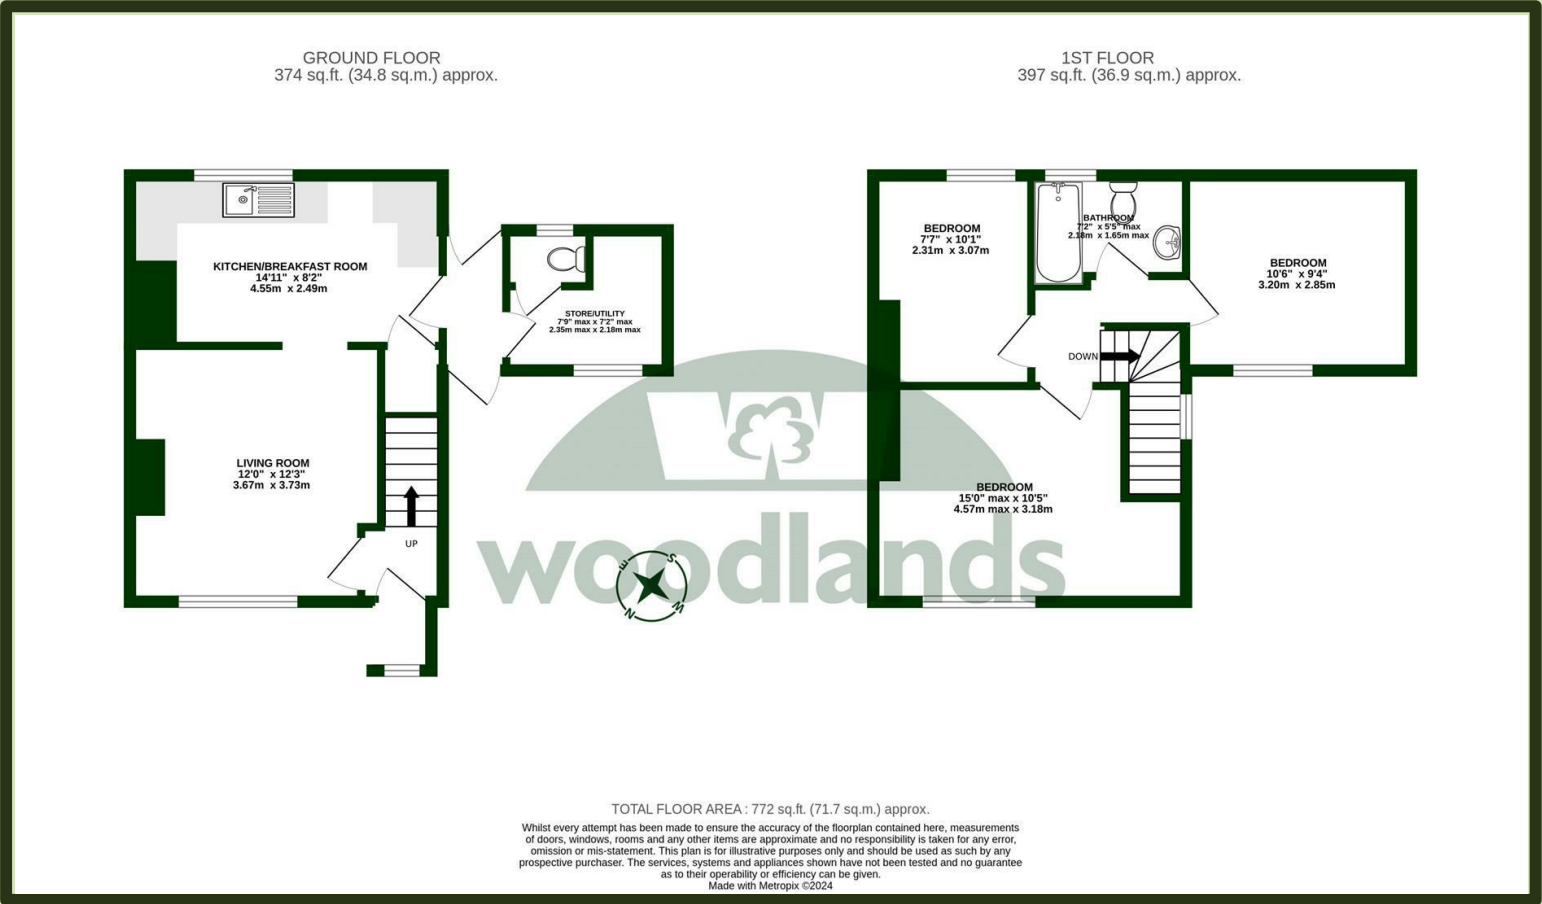 GROUND FLOOR
374 sq.ft. (34.8 sq.m.) approx.
1ST FLOOR
397 sq.ft. (36.9 sq.m.) approx.
KITCHEN/BREAKFAST ROOM
14'11" x 8'2"
4.55m x 2.49m
STORE/UTILITY
7'9" max x 7'2" max
2.35m max x 2.18m max
LIVING ROOM
12'0" x 12'3"
3.67m x 3.73m
UP
BEDROOM
7'7" x 10'1"
2.31m x 3.07m
BATHROOM
7'2" x 5'5" max
2.18m x 1.65m max
BEDROOM
10'6" x 9'4"
3.20m x 2.85m
DOWN
BEDROOM
15'0" max x 10'5"
4.57m max x 3.18m
woodlands
E
S
N
W
TOTAL FLOOR AREA : 772 sq.ft. (71.7 sq.m.) approx.
Whilst every attempt has been made to ensure the accuracy of the floorplan contained here, measurements
of doors, windows, rooms and any other items are approximate and no responsibility is taken for any error,
omission or mis-statement. This plan is for illustrative purposes only and should be used as such by any
prospective purchaser. The services, systems and appliances shown have not been tested and no guarantee
as to their operability or efficiency can be given.
Made with Metropix ©2024